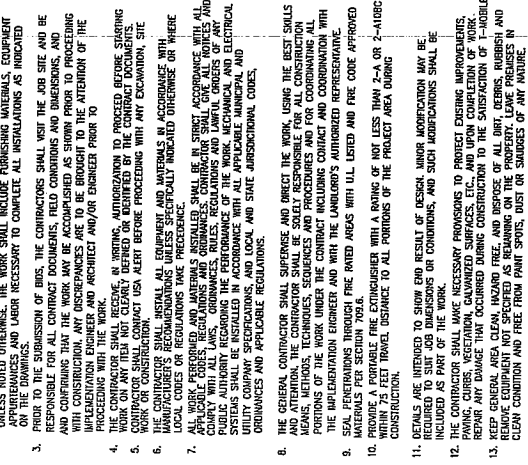 UNLESS NOTED OTHERWISE. THE WORK SHALL INCLUDE FURNISHING MATERIALS, EQUIPMENT
APPURTENANCES AND LABOR NECESSARY TO COMPLETE ALL INSTALLATIONS AS INDICATED
ON THE DRAWINGS.
3. PRIOR TO THE SUBMISSION OF BIDS, THE CONTRACTORS SHALL VISIT THE JOB SITE AND BE
RESPONSIBLE FOR ALL CONTRACT DOCUMENTS, FIELD CONDITIONS AND DIMENSIONS, AND
AND CONFIRMING THAT THE WORK MAY BE ACCOMPLISHED AS SHOWN PRIOR TO PROCEEDING
WITH CONSTRUCTION. ANY DISCREPANCIES ARE TO BE BROUGHT TO THE ATTENTION OF THE
IMPLEMENTATION ENGINEER AND ARCHITECT AND/OR ENGINEER PRIOR TO
PROCEEDING WITH THE WORK.
4. THE CONTRACTOR SHALL RECEIVE, IN WRITING, AUTHORIZATION TO PROCEED BEFORE STARTING
WORK ON ANY ITEM NOT CLEARLY DEFINED OR IDENTIFIED BY THE CONTRACT DOCUMENTS.
5. CONTRACTOR SHALL CONTACT USA ALERT BEFORE PROCEEDING WITH ANY EXCAVATION, SITE
WORK OR CONSTRUCTION.
6. THE CONTRACTOR SHALL INSTALL ALL EQUIPMENT AND MATERIALS IN ACCORDANCE WITH
MANUFACTURER'S RECOMMENDATIONS UNLESS SPECIFICALLY INDICATED OTHERWISE OR WHERE
LOCAL CODES OR REGULATIONS TAKE PRECEDENCE.
7. ALL WORK PERFORMED AND MATERIALS INSTALLED SHALL BE IN STRICT ACCORDANCE WITH ALL
APPLICABLE CODES, REGULATIONS AND ORDINANCES. CONTRACTOR SHALL GIVE ALL NOTICES AND
COMPLY WITH ALL LAWS, ORDINANCES, RULES, REGULATIONS AND LAWFUL ORDERS OF ANY
PUBLIC AUTHORITY REGARDING THE PERFORMANCE OF THE WORK. MECHANICAL AND ELECTRICAL
SYSTEMS SHALL BE INSTALLED IN ACCORDANCE WITH ALL APPLICABLE MUNICIPAL AND
UTILITY COMPANY SPECIFICATIONS, AND LOCAL AND STATE JURISDICTIONAL CODES,
ORDINANCES AND APPLICABLE REGULATIONS.
8. THE GENERAL CONTRACTOR SHALL SUPERVISE AND DIRECT THE WORK, USING THE BEST SKILLS
AND ATTENTION. THE CONTRACTOR SHALL BE SOLELY RESPONSIBLE FOR ALL CONSTRUCTION
MEANS, METHODS, TECHNIQUES, SEQUENCES AND PROCEDURES AND FOR COORDINATING ALL
PORTIONS OF THE WORK UNDER THE CONTRACT INCLUDING CONTACT AND COORDINATION WITH
THE IMPLEMENTATION ENGINEER AND WITH THE LANDLORD'S AUTHORIZED REPRESENTATIVE.
9. SEAL PENETRATIONS THROUGH FIRE RATED AREAS WITH U.L. LISTED AND FIRE CODE APPROVED
MATERIALS PER SECTION 709.6.
10. PROVIDE A PORTABLE FIRE EXTINGUISHER WITH A RATING OF NOT LESS THAN 2-A OR 2-A10BC
WITHIN 75 FEET TRAVEL DISTANCE TO ALL PORTIONS OF THE PROJECT AREA DURING
CONSTRUCTION.
11. DETAILS ARE INTENDED TO SHOW END RESULT OF DESIGN. MINOR MODIFICATION MAY BE
REQUIRED TO SUIT JOB DIMENSIONS OR CONDITIONS, AND SUCH MODIFICATIONS SHALL BE
INCLUDED AS PART OF THE WORK.
12. THE CONTRACTOR SHALL MAKE NECESSARY PROVISIONS TO PROTECT EXISTING IMPROVEMENTS,
PAVING, CURBS, VEGETATION, GALVANIZED SURFACES, ETC., AND UPON COMPLETION OF WORK.
REPAIR ANY DAMAGE THAT OCCURRED DURING CONSTRUCTION TO THE SATISFACTION OF T-MOBILE
13. KEEP GENERAL AREA CLEAN, HAZARD FREE, AND DISPOSE OF ALL DIRT, DEBRIS, RUBBISH AND
REMOVE EQUIPMENT NOT SPECIFIED AS REMAINING ON THE PROPERTY. LEAVE PREMISES IN
CLEAN CONDITION AND FREE FROM PAINT SPOTS, DUST OR SMUDGES OF ANY NATURE.